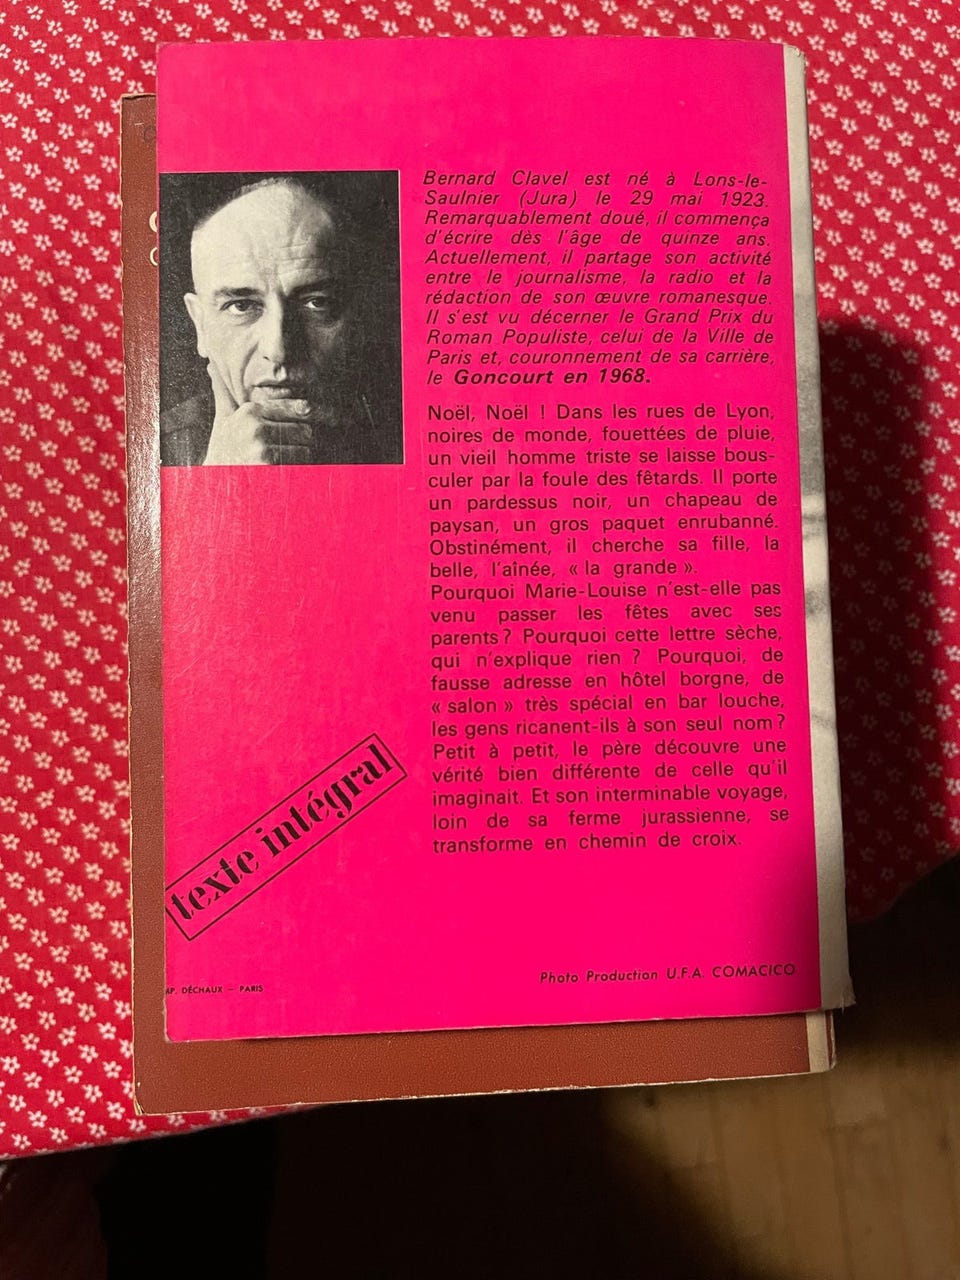 Bernard Clavel est né à Lons-le-
Saulnier (Jura) le 29 mai 1923.
Remarquablement doué, il commença
d'écrire dès l'âge de quinze ans.
Actuellement, il partage son activité
entre le journalisme, la radio et la
rédaction de son œuvre romanesque.
Il s'est vu décerner le Grand Prix du
Roman Populiste, celui de la Ville de
Paris et, couronnement de sa carrière,
le Goncourt en 1968.
Noël, Noël ! Dans les rues de Lyon,
noires de monde, fouettées de pluie,
un vieil homme triste se laisse bous-
culer par la foule des fêtards. Il porte
un pardessus noir, un chapeau de
paysan, un gros paquet enrubanné.
Obstinément, il cherche sa fille, la
belle, l'aînée, « la grande ».
Pourquoi Marie-Louise n'est-elle pas
venu passer les fêtes avec ses
parents ? Pourquoi cette lettre sèche,
qui n'explique rien ? Pourquoi, de
fausse adresse en hôtel borgne, de
« salon » très spécial en bar louche,
les gens ricanent-ils à son seul nom ?
Petit à petit, le père découvre une
vérité bien différente de celle qu'il
imaginait. Et son interminable voyage,
loin de sa ferme jurassienne, se
transforme en chemin de croix.
texte intégral
Photo Production U.F.A. COMACICO
MP. DÉCHAUX – PARIS